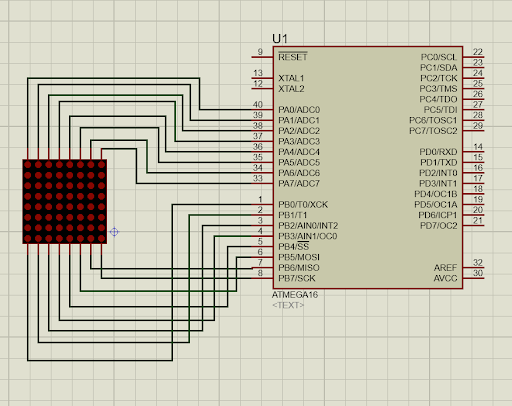 U1
9 RESET
13 XTAL1
12 XTAL2
40 PA0/ADC0
39 PA1/ADC1
38 PA2/ADC2
37 PA3/ADC3
36 PA4/ADC4
35 PA5/ADC5
34 PA6/ADC6
33 PA7/ADC7
1 PB0/T0/XCK
2 PB1/T1
3 PB2/AIN0/INT2
4 PB3/AIN1/OC0
5 PB4/SS
6 PB5/MOSI
7 PB6/MISO
8 PB7/SCK
PC0/SCL 22
PC1/SDA 23
PC2/TCK 24
PC3/TMS 25
PC4/TDO 26
PC5/TDI 27
PC6/TOSC1 28
PC7/TOSC2 29
PD0/RXD 14
PD1/TXD 15
PD2/INT0 16
PD3/INT1 17
PD4/OC1B 18
PD5/OC1A 19
PD6/ICP1 20
PD7/OC2 21
AREF 32
AVCC 30
ATMEGA16
<TEXT>